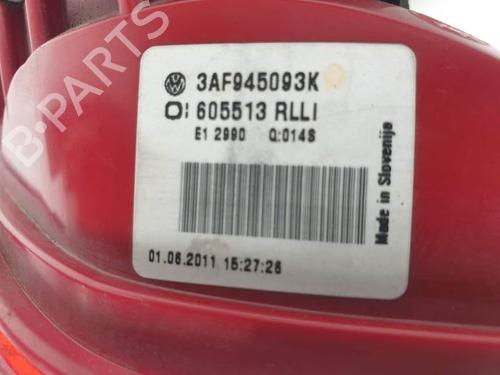 3AF945093K
O: 605513 RLLI
E1 2990 Q:014S
01.06.2011 15:27:26
Made in Slovenija
B-PARTS